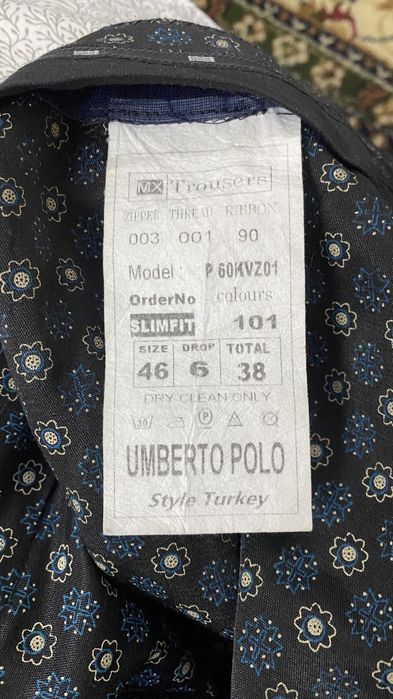 MX Trousers
ZIPPER THREAD RIBBON
003 001 90
Model: P 60KVZ01
OrderNo colours
SLIMFIT 101
SIZE DROP TOTAL
46 6 38
DRY CLEAN ONLY
30 P
UMBERTO POLO
Style Turkey